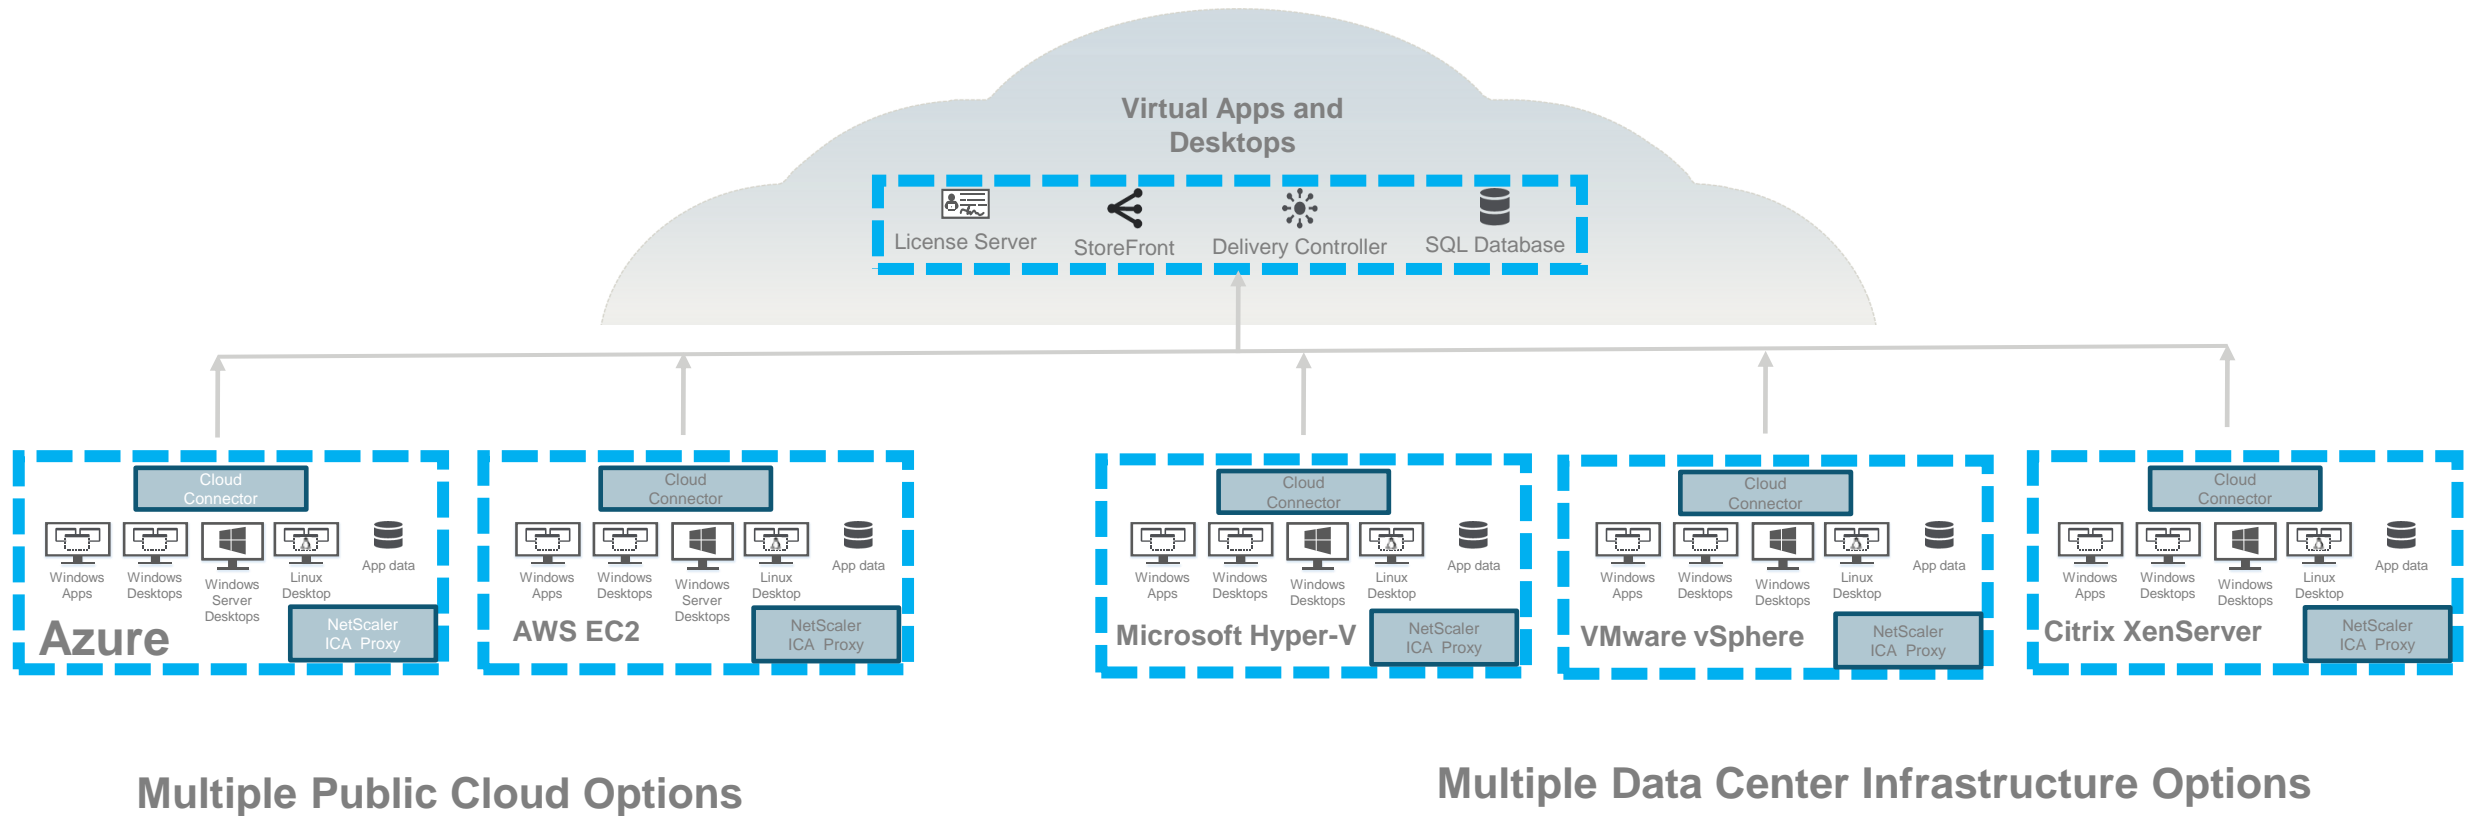 Virtual Apps and
Desktops
License Server
StoreFront
Delivery Controller
SQL Database
Cloud
Connector
Windows
Apps
Windows
Desktops
Windows
Server
Desktops
Linux
Desktop
App data
Azure
NetScaler
ICA Proxy
Cloud
Connector
Windows
Apps
Windows
Desktops
Windows
Server
Desktops
Linux
Desktop
App data
AWS EC2
NetScaler
ICA Proxy
Cloud
Connector
Windows
Apps
Windows
Desktops
Windows
Desktops
Linux
Desktop
App data
Microsoft Hyper-V
NetScaler
ICA Proxy
Cloud
Connector
Windows
Apps
Windows
Desktops
Windows
Desktops
Linux
Desktop
App data
VMware vSphere
NetScaler
ICA Proxy
Cloud
Connector
Windows
Apps
Windows
Desktops
Windows
Desktops
Linux
Desktop
App data
Citrix XenServer
NetScaler
ICA Proxy
Multiple Public Cloud Options
Multiple Data Center Infrastructure Options